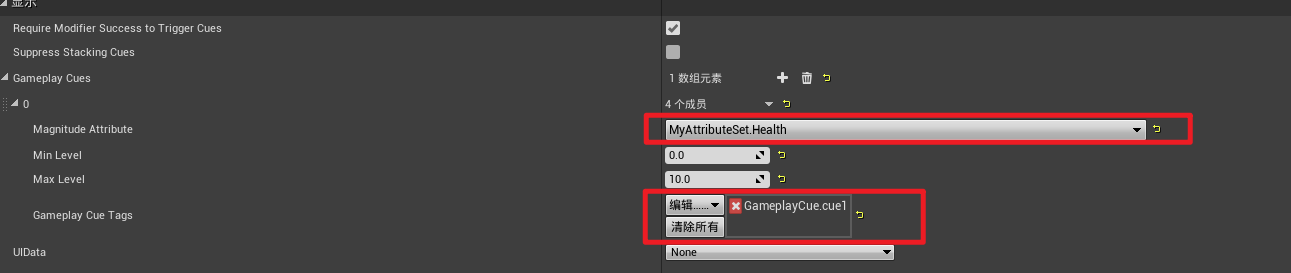 显示
Require Modifier Success to Trigger Cues
Suppress Stacking Cues
Gameplay Cues 1 数组元素
0 4 个成员
Magnitude Attribute MyAttributeSet.Health
Min Level 0.0
Max Level 10.0
Gameplay Cue Tags 编辑...... GameplayCue.cue1
清除所有
UIData None